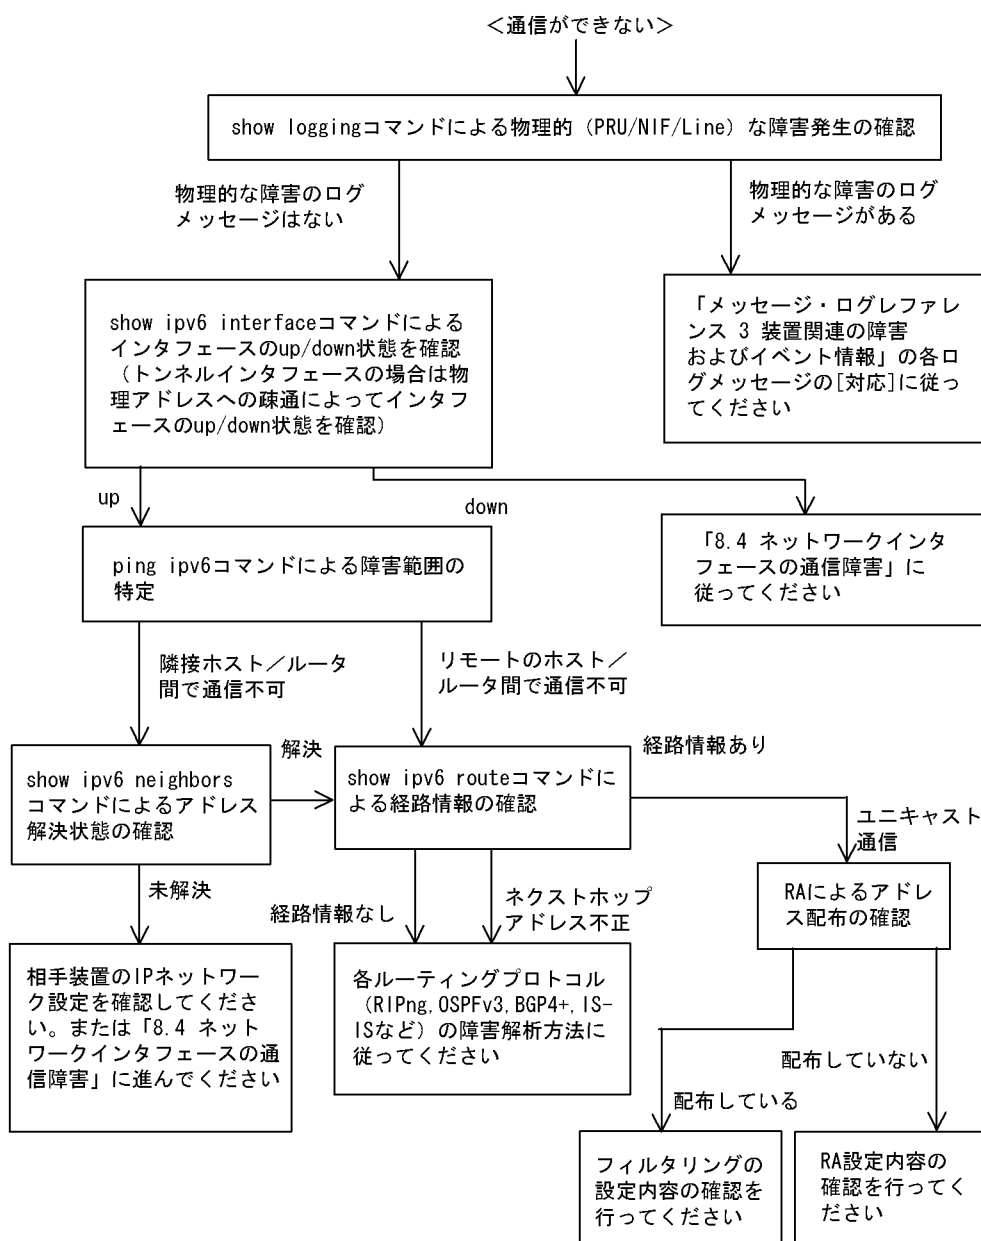 ＜通信ができない＞
show loggingコマンドによる物理的（PRU/NIF/Line）な障害発生の確認
物理的な障害のログ
メッセージはない
物理的な障害のログ
メッセージがある
show ipv6 interfaceコマンドによる
インタフェースのup/down状態を確認
（トンネルインタフェースの場合は物
理アドレスへの疎通によってインタフ
ェースのup/down状態を確認）
「メッセージ・ログレファレ
ンス 3 装置関連の障害
およびイベント情報」の各ロ
グメッセージの[対応]に従っ
てください
up
down
ping ipv6コマンドによる障害範囲の
特定
「8.4 ネットワークインタ
フェースの通信障害」に
従ってください
隣接ホスト／ルータ
間で通信不可
リモートのホスト／
ルータ間で通信不可
show ipv6 neighbors
コマンドによるアドレス
解決状態の確認
解決
show ipv6 routeコマンドに
よる経路情報の確認
経路情報あり
ユニキャスト
通信
未解決
経路情報なし
ネクストホップ
アドレス不正
RAによるアドレ
ス配布の確認
相手装置のIPネットワー
ク設定を確認してくださ
い。または「8.4 ネット
ワークインタフェースの通
信障害」に進んでください
各ルーティングプロトコル
（RIPng,OSPFv3,BGP4+,IS-
ISなど）の障害解析方法に
従ってください
配布していない
配布している
フィルタリングの
設定内容の確認を
行ってください
RA設定内容の
確認を行ってく
ださい